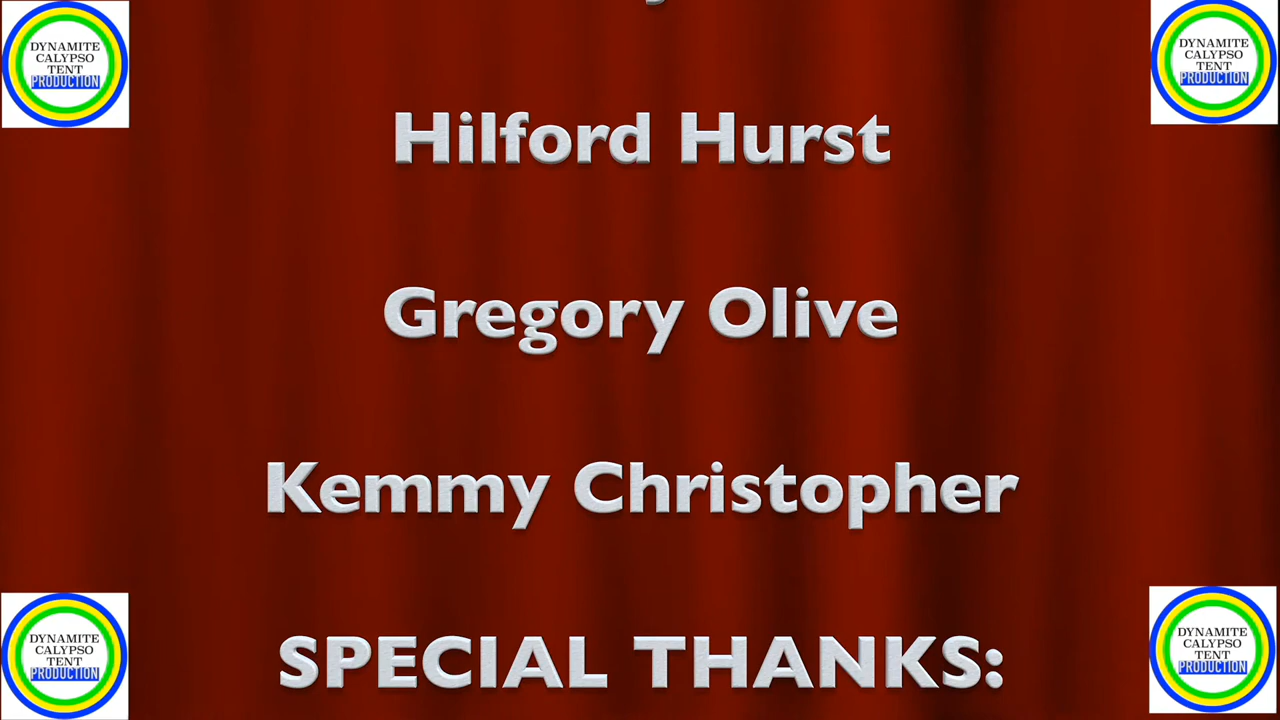 DYNAMITE
CALYPSO
TENT
PRODUCTION
DYNAMITE
CALYPSO
TENT
PRODUCTION
Hilford Hurst
Gregory Olive
Kemmy Christopher
SPECIAL THANKS:
DYNAMITE
CALYPSO
TENT
PRODUCTION
DYNAMITE
CALYPSO
TENT
PRODUCTION